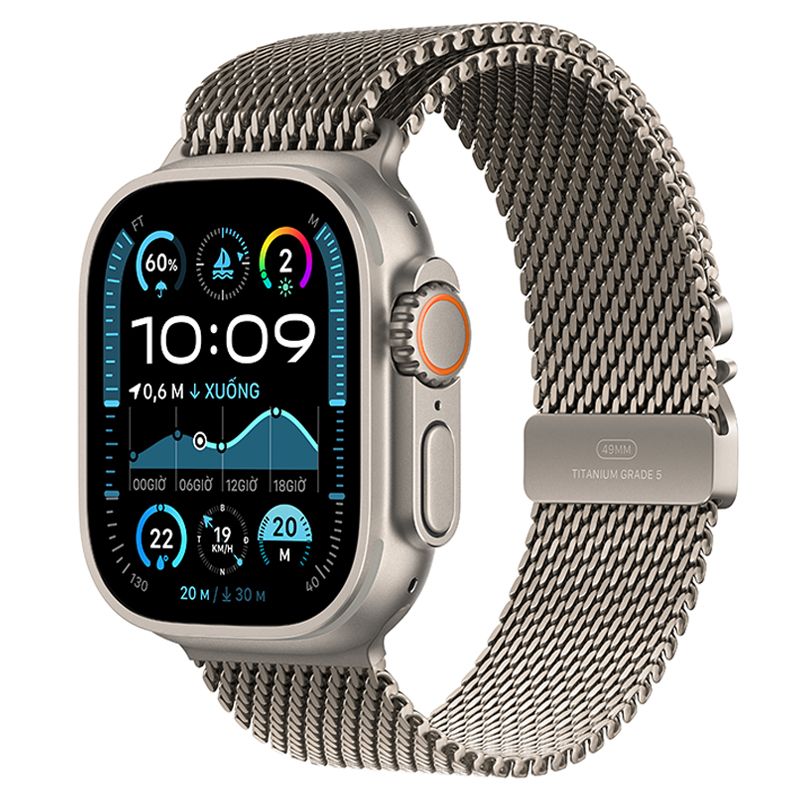 FT
M
60%
2
10:09
0,6 M ↓ XUỐNG
00GIỜ 06GIỜ 12GIỜ 18GIỜ
22
B
Đ
N
T
19
KM/H
20
M
130
40
20 M / ↓ 30 M
49MM
TITANIUM GRADE 5